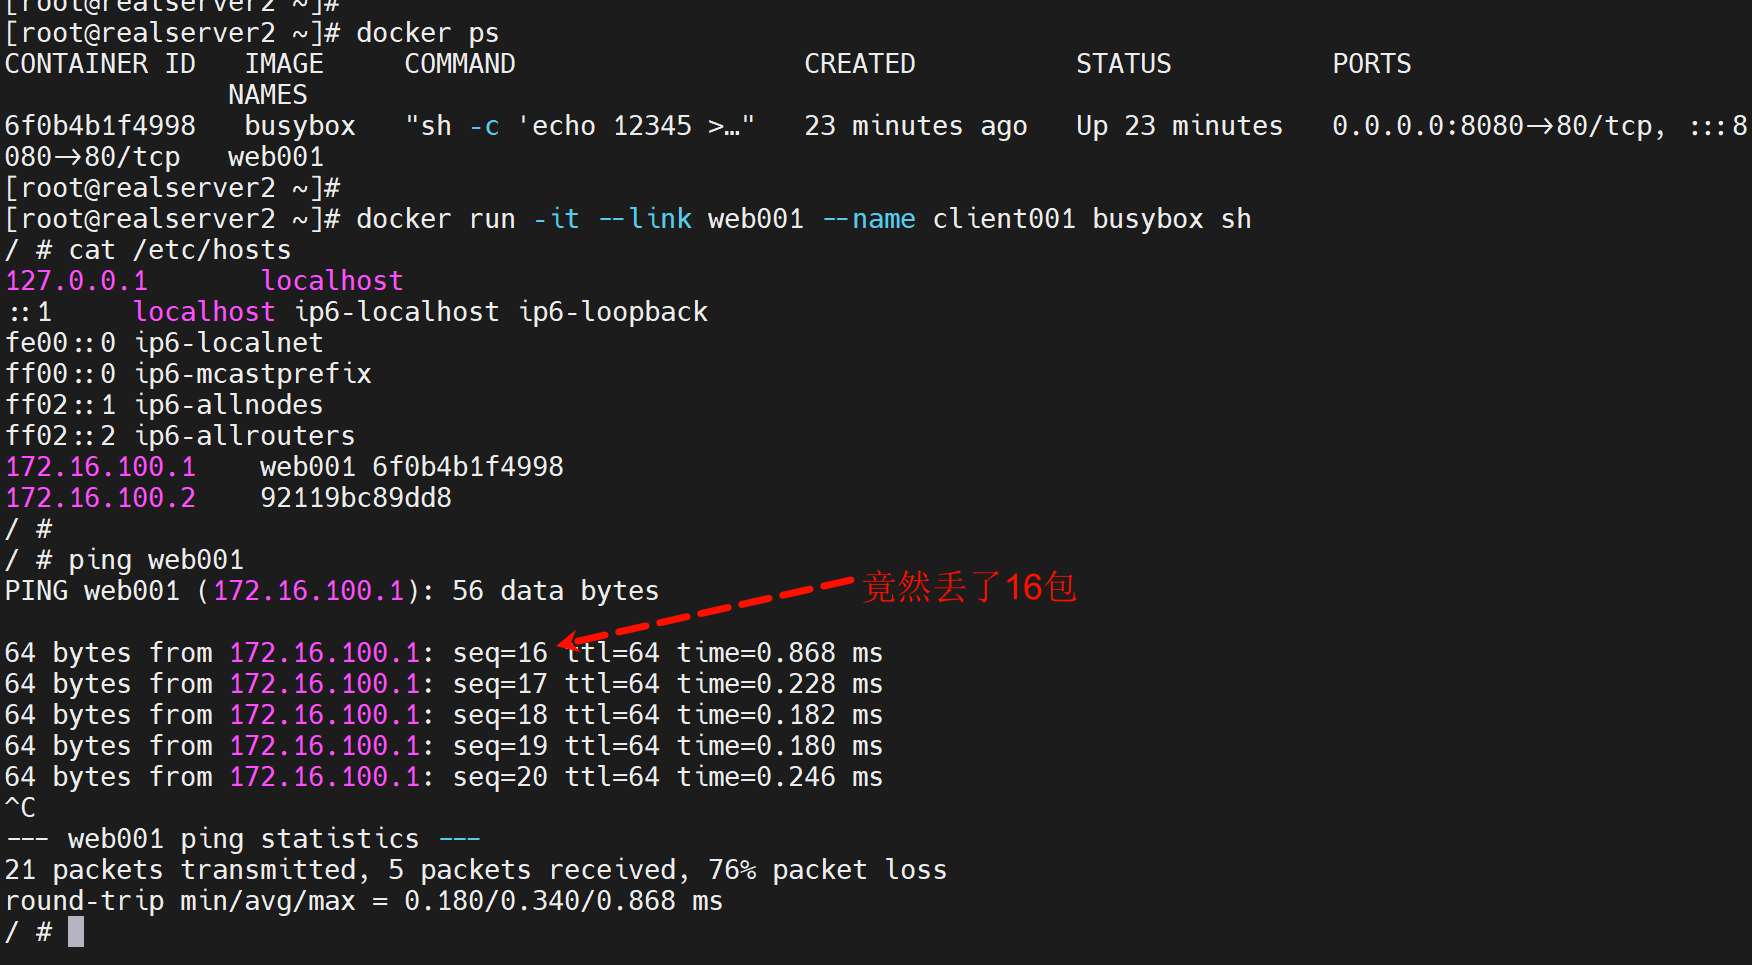 [root@realserver2 ~]#
[root@realserver2 ~]# docker ps
CONTAINER ID   IMAGE     COMMAND                  CREATED          STATUS          PORTS
              NAMES
6f0b4b1f4998   busybox   "sh -c 'echo 12345 >…"   23 minutes ago   Up 23 minutes   0.0.0.0:8080->80/tcp, :::8
080->80/tcp   web001
[root@realserver2 ~]#
[root@realserver2 ~]# docker run -it --link web001 --name client001 busybox sh
/ # cat /etc/hosts
127.0.0.1       localhost
::1     localhost ip6-localhost ip6-loopback
fe00::0 ip6-localnet
ff00::0 ip6-mcastprefix
ff02::1 ip6-allnodes
ff02::2 ip6-allrouters
172.16.100.1    web001 6f0b4b1f4998
172.16.100.2    92119bc89dd8
/ #
/ # ping web001
PING web001 (172.16.100.1): 56 data bytes
竟然丢了16包
64 bytes from 172.16.100.1: seq=16 ttl=64 time=0.868 ms
64 bytes from 172.16.100.1: seq=17 ttl=64 time=0.228 ms
64 bytes from 172.16.100.1: seq=18 ttl=64 time=0.182 ms
64 bytes from 172.16.100.1: seq=19 ttl=64 time=0.180 ms
64 bytes from 172.16.100.1: seq=20 ttl=64 time=0.246 ms
^C
--- web001 ping statistics ---
21 packets transmitted, 5 packets received, 76% packet loss
round-trip min/avg/max = 0.180/0.340/0.868 ms
/ #